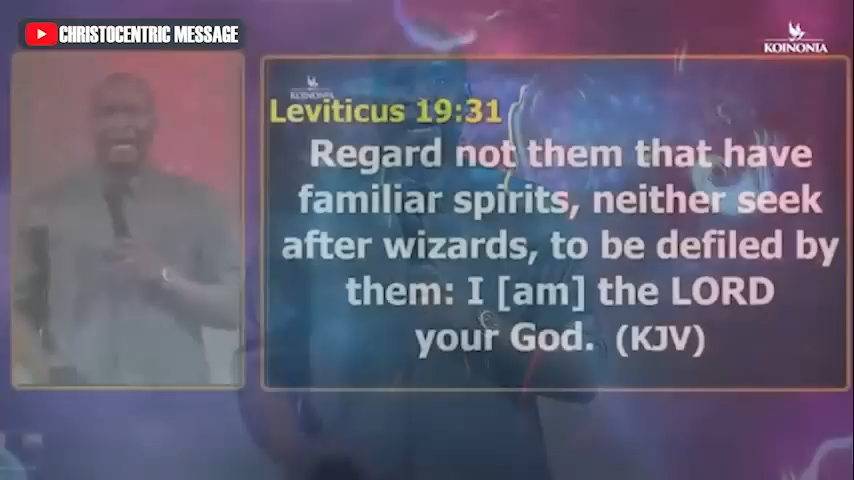 CHRISTOCENTRIC MESSAGE
KOINONIA
KOINONIA
Leviticus 19:31
Regard not them that have
familiar spirits, neither seek
after wizards, to be defiled by
them: I [am] the LORD
your God. (KJV)